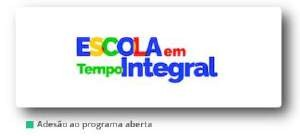 ESCOLA em
Tempo Integral
Adesão ao programa aberta